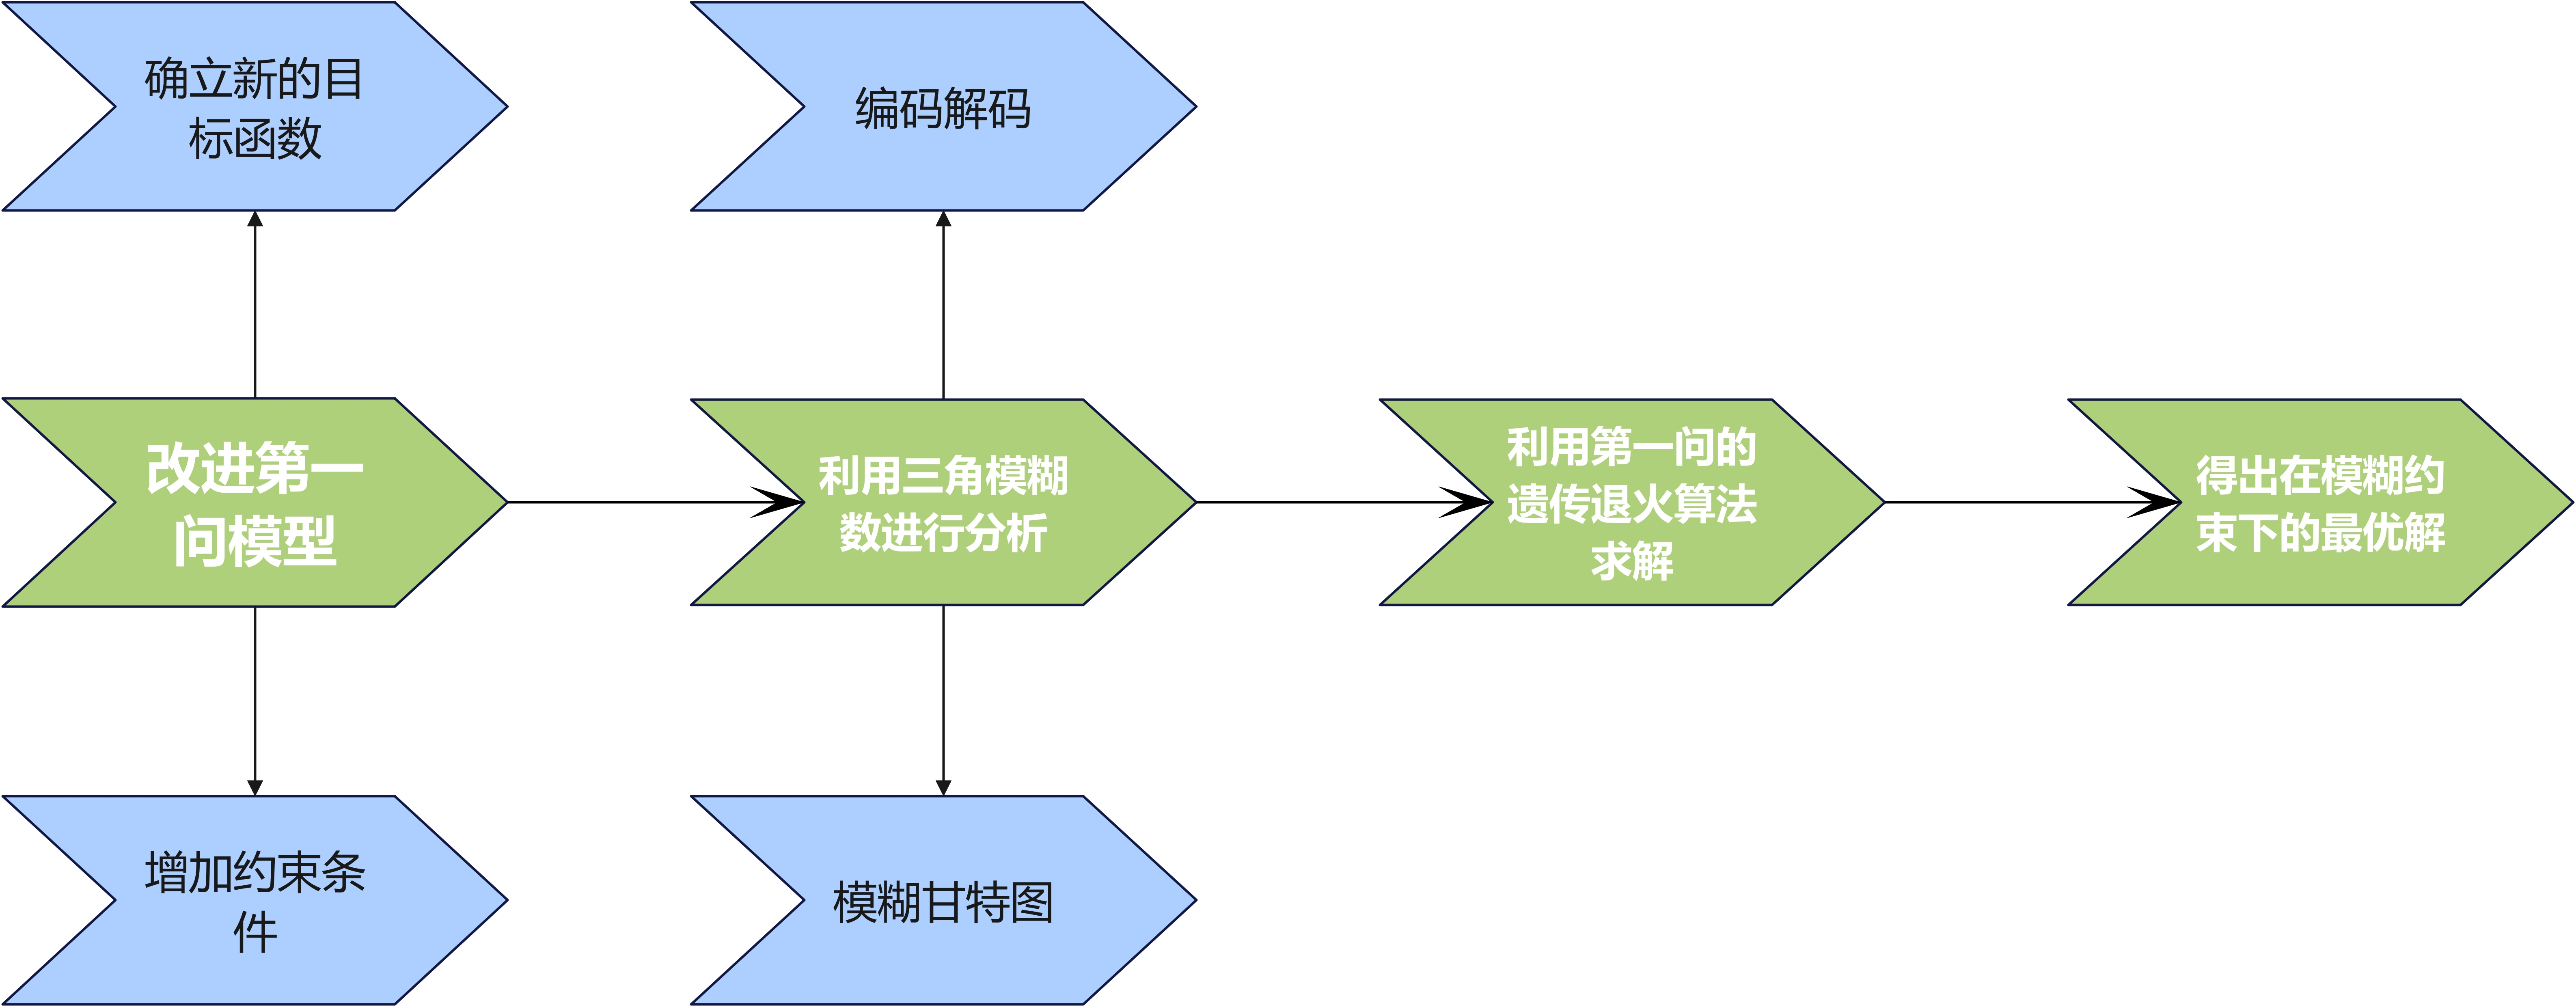 确立新的目
标函数
编码解码
改进第一
问模型
利用三角模糊
数进行分析
利用第一问的
遗传退火算法
求解
得出在模糊约
束下的最优解
增加约束条
件
模糊甘特图